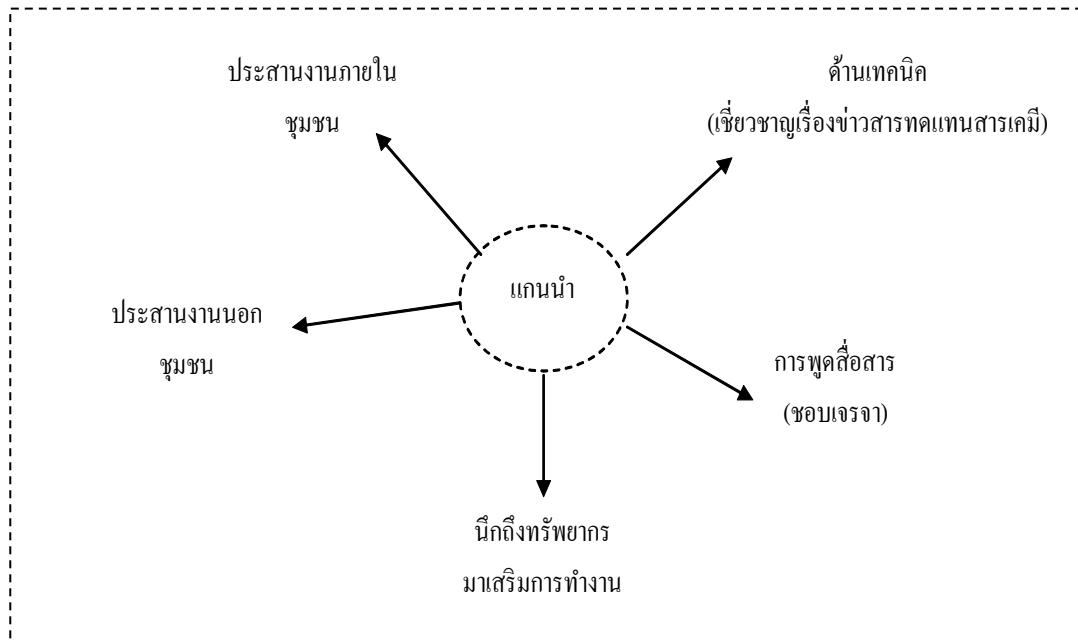 ประสานงานภายใน
ชุมชน
ด้านเทคนิค
(เชี่ยวชาญเรื่องข่าวสารทดแทนสารเคมี)
แกนนำ
ประสานงานนอก
ชุมชน
การพูดสื่อสาร
(ชอบเจรจา)
นึกถึงทรัพยากร
มาเสริมการทำงาน